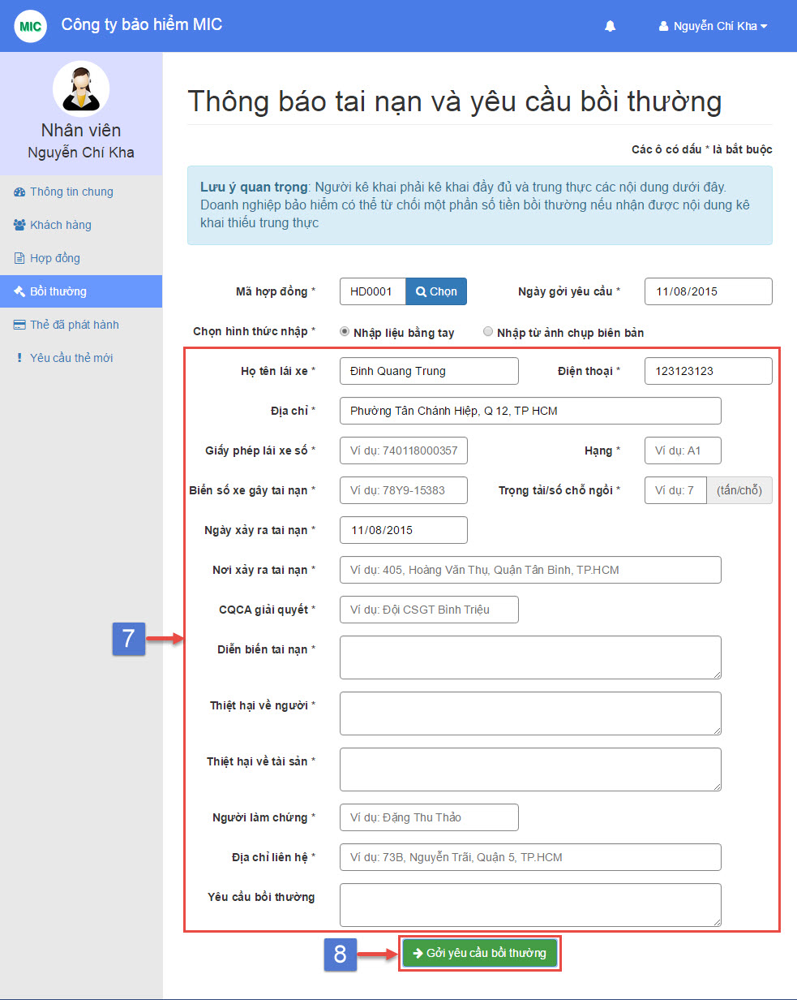 MIC Công ty bảo hiểm MIC Nguyễn Chí Kha
Nhân viên
Nguyễn Chí Kha
Thông tin chung
Khách hàng
Hợp đồng
Bồi thường
Thẻ đã phát hành
Yêu cầu thẻ mới
Thông báo tai nạn và yêu cầu bồi thường
Các ô có dấu * là bắt buộc
Lưu ý quan trọng: Người kê khai phải kê khai đầy đủ và trung thực các nội dung dưới đây.
Doanh nghiệp bảo hiểm có thể từ chối một phần số tiền bồi thường nếu nhận được nội dung kê
khai thiếu trung thực
Mã hợp đồng * HD0001 Chọn Ngày gởi yêu cầu * 11/08/2015
Chọn hình thức nhập * Nhập liệu bằng tay Nhập từ ảnh chụp biên bản
Họ tên lái xe * Đinh Quang Trung Điện thoại * 123123123
Địa chỉ * Phường Tân Chánh Hiệp, Q 12, TP HCM
Giấy phép lái xe số * Ví dụ: 740118000357 Hạng * Ví dụ: A1
Biển số xe gây tai nạn * Ví dụ: 78Y9-15383 Trọng tải/số chỗ ngồi * Ví dụ: 7 (tấn/chỗ)
Ngày xảy ra tai nạn * 11/08/2015
Nơi xảy ra tai nạn * Ví dụ: 405, Hoàng Văn Thụ, Quận Tân Bình, TP.HCM
CQCA giải quyết * Ví dụ: Đội CSGT Bình Triệu
7
Diễn biến tai nạn *
Thiệt hại về người *
Thiệt hại về tài sản *
Người làm chứng * Ví dụ: Đặng Thu Thảo
Địa chỉ liên hệ * Ví dụ: 73B, Nguyễn Trãi, Quận 5, TP.HCM
Yêu cầu bồi thường
8 Gởi yêu cầu bồi thường